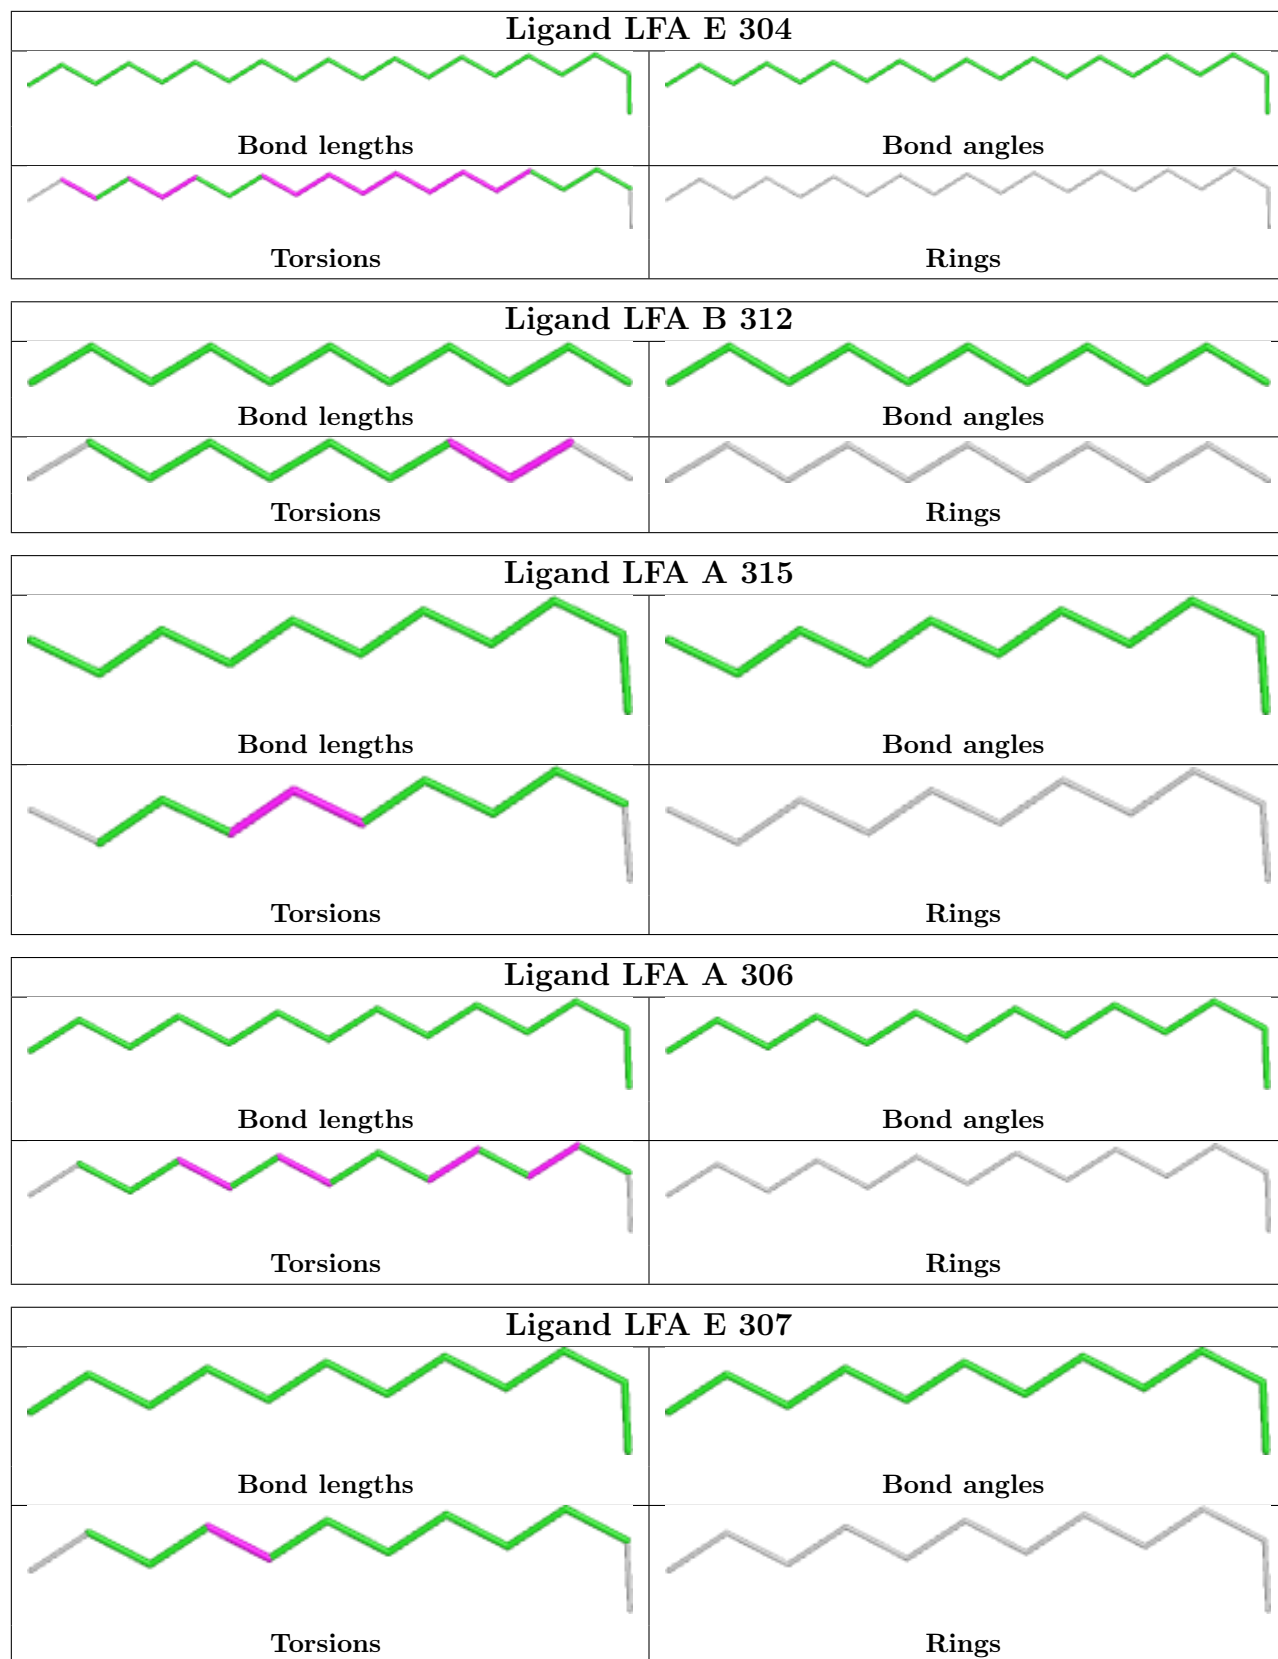 Ligand LFA E 304
Bond lengths
Bond angles
Torsions
Rings
Ligand LFA B 312
Bond lengths
Bond angles
Torsions
Rings
Ligand LFA A 315
Bond lengths
Bond angles
Torsions
Rings
Ligand LFA A 306
Bond lengths
Bond angles
Torsions
Rings
Ligand LFA E 307
Bond lengths
Bond angles
Torsions
Rings